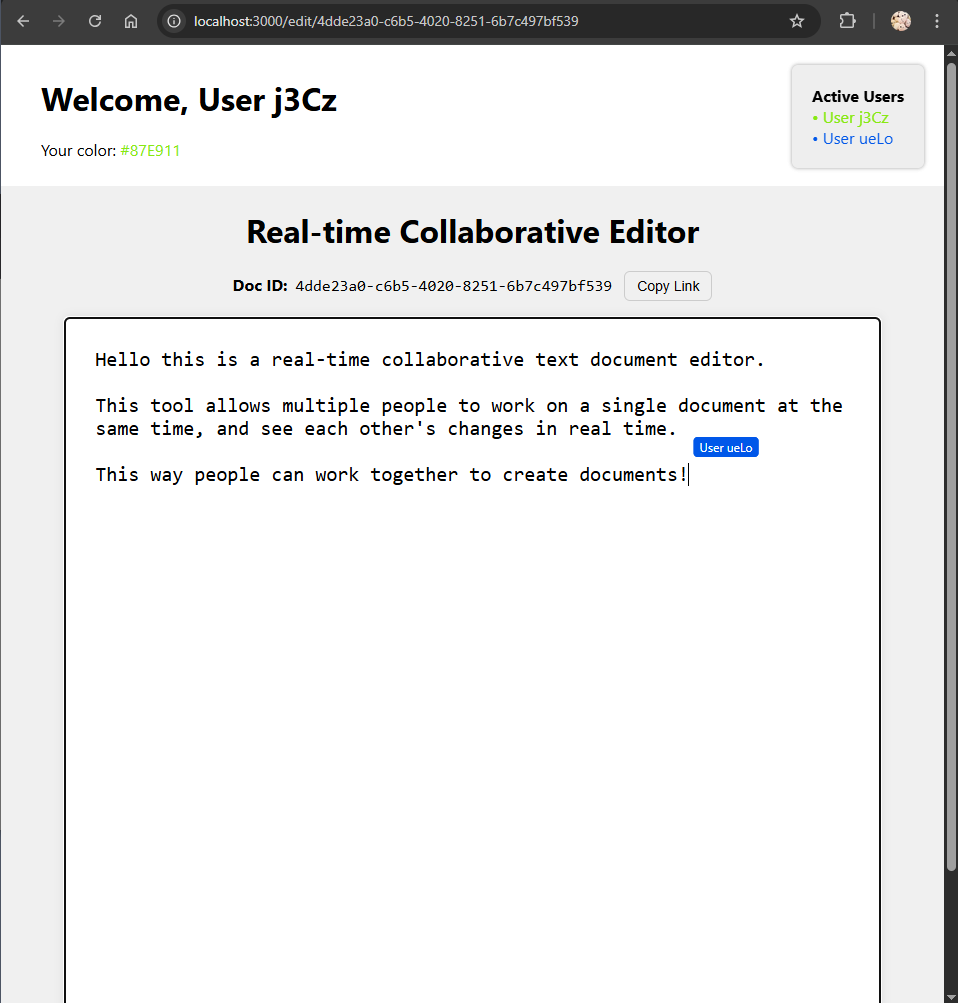 localhost:3000/edit/4dde23a0-c6b5-4020-8251-6b7c497bf539
Welcome, User j3Cz
Your color: #87E911
Active Users
• User j3Cz
• User ueLo
Real-time Collaborative Editor
Doc ID: 4dde23a0-c6b5-4020-8251-6b7c497bf539 Copy Link
Hello this is a real-time collaborative text document editor.
This tool allows multiple people to work on a single document at the
same time, and see each other's changes in real time.
User ueLo
This way people can work together to create documents!